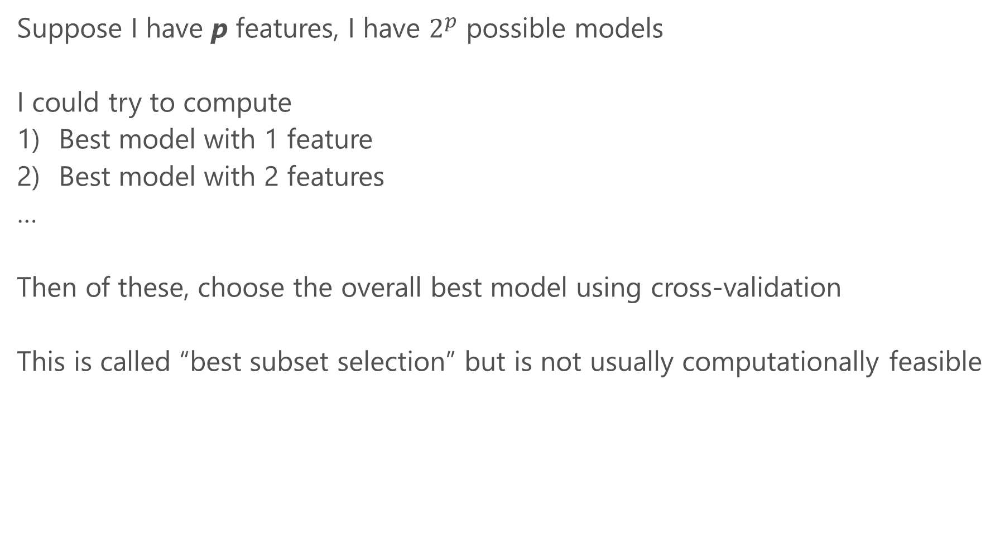 Suppose I have p features, I have 2^p possible models
I could try to compute
1) Best model with 1 feature
2) Best model with 2 features
…
Then of these, choose the overall best model using cross-validation
This is called “best subset selection” but is not usually computationally feasible